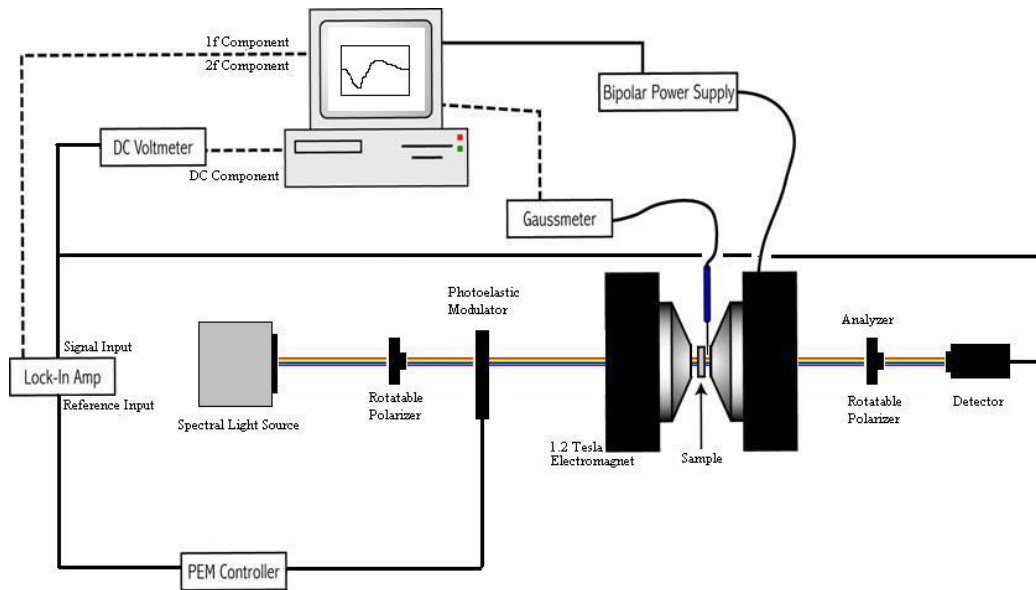 1f Component
2f Component
Bipolar Power Supply
DC Voltmeter
DC Component
Gaussmeter
Photoelastic
Modulator
Analyzer
Signal Input
Lock-In Amp
Reference Input
Spectral Light Source
Rotatable
Polarizer
1.2 Tesla
Electromagnet
Sample
Rotatable
Polarizer
Detector
PEM Controller